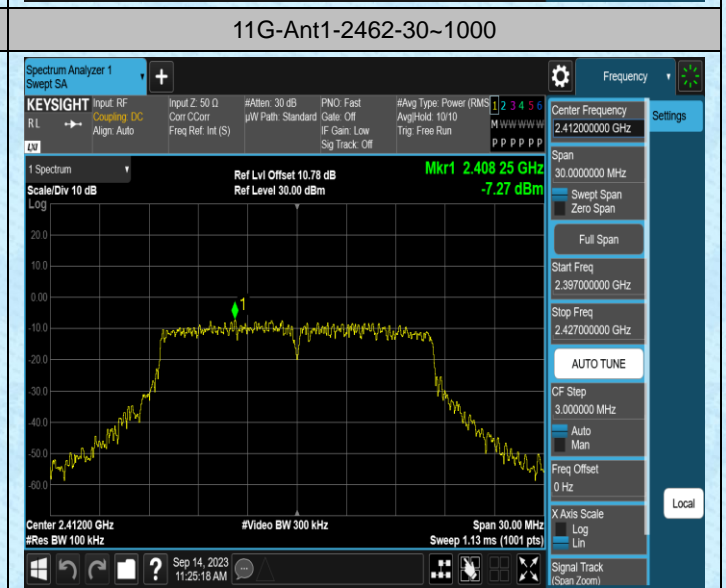 11G-Ant1-2462-30~1000
Spectrum Analyzer 1
Swept SA
+
Frequency
KEYSIGHT
RL
LXI
Input: RF
Coupling: DC
Align: Auto
Input Z: 50 Ω
Corr CCorr
Freq Ref: Int (S)
#Atten: 30 dB
µW Path: Standard
PNO: Fast
Gate: Off
IF Gain: Low
Sig Track: Off
#Avg Type: Power (RMS
Avg|Hold: 10/10
Trig: Free Run
1 2 3 4 5 6
M W W W W W
P P P P P P
1 Spectrum
Scale/Div 10 dB
Log
Ref Lvl Offset 10.78 dB
Ref Level 30.00 dBm
Mkr1 2.408 25 GHz
-7.27 dBm
20.0
10.0
0.00
-10.0
-20.0
-30.0
-40.0
-50.0
-60.0
1
Center 2.41200 GHz
#Res BW 100 kHz
#Video BW 300 kHz
Span 30.00 MHz
Sweep 1.13 ms (1001 pts)
Center Frequency
2.412000000 GHz
Settings
Span
30.0000000 MHz
Swept Span
Zero Span
Full Span
Start Freq
2.397000000 GHz
Stop Freq
2.427000000 GHz
AUTO TUNE
CF Step
3.000000 MHz
Auto
Man
Freq Offset
0 Hz
X Axis Scale
Log
Lin
Signal Track
(Span Zoom)
Local
?
Sep 14, 2023
11:25:18 AM